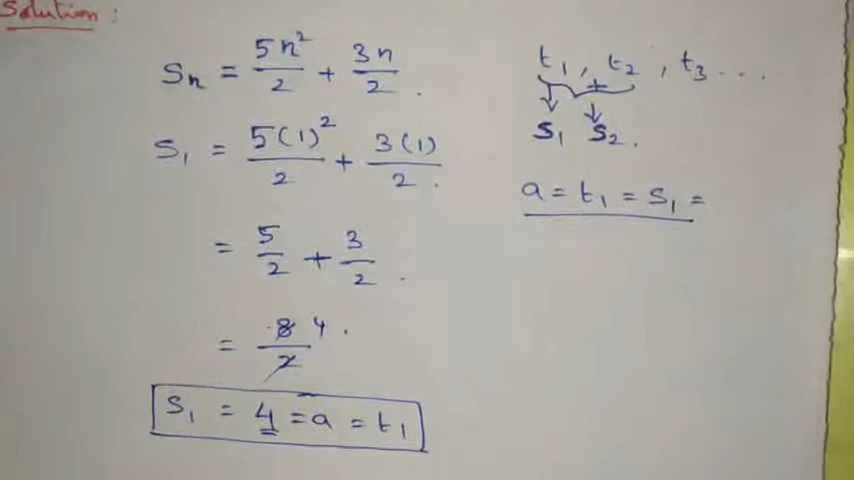 Solution :
Sn = 5n²/2 + 3n/2 .
S₁ = 5(1)²/2 + 3(1)/2 .
= 5/2 + 3/2 .
= 8/2 4 .
S₁ = 4 = a = t₁
t₁ , t₂ , t₃ ...
+
S₁ S₂ .
a = t₁ = S₁ =